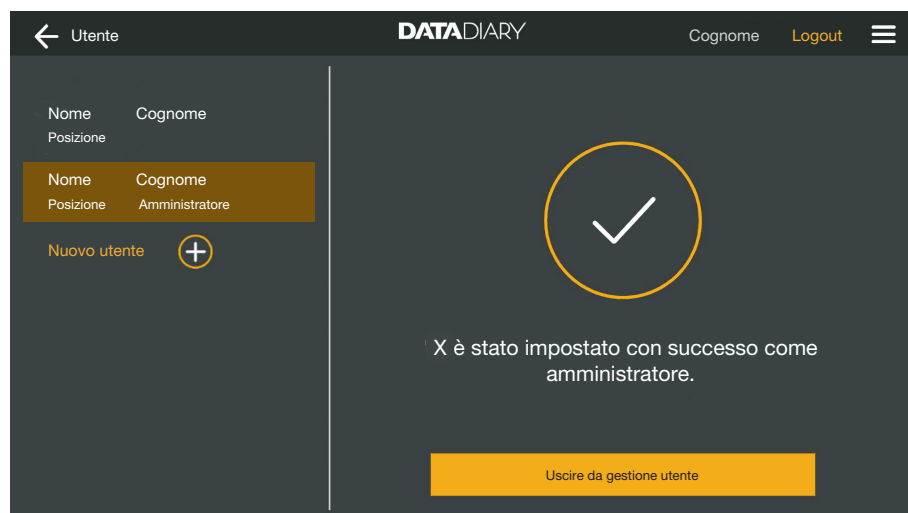 Utente
DATADIARY
Cognome
Logout
Nome Cognome
Posizione
Nome Cognome
Posizione Amministratore
Nuovo utente
X è stato impostato con successo come
amministratore.
Uscire da gestione utente